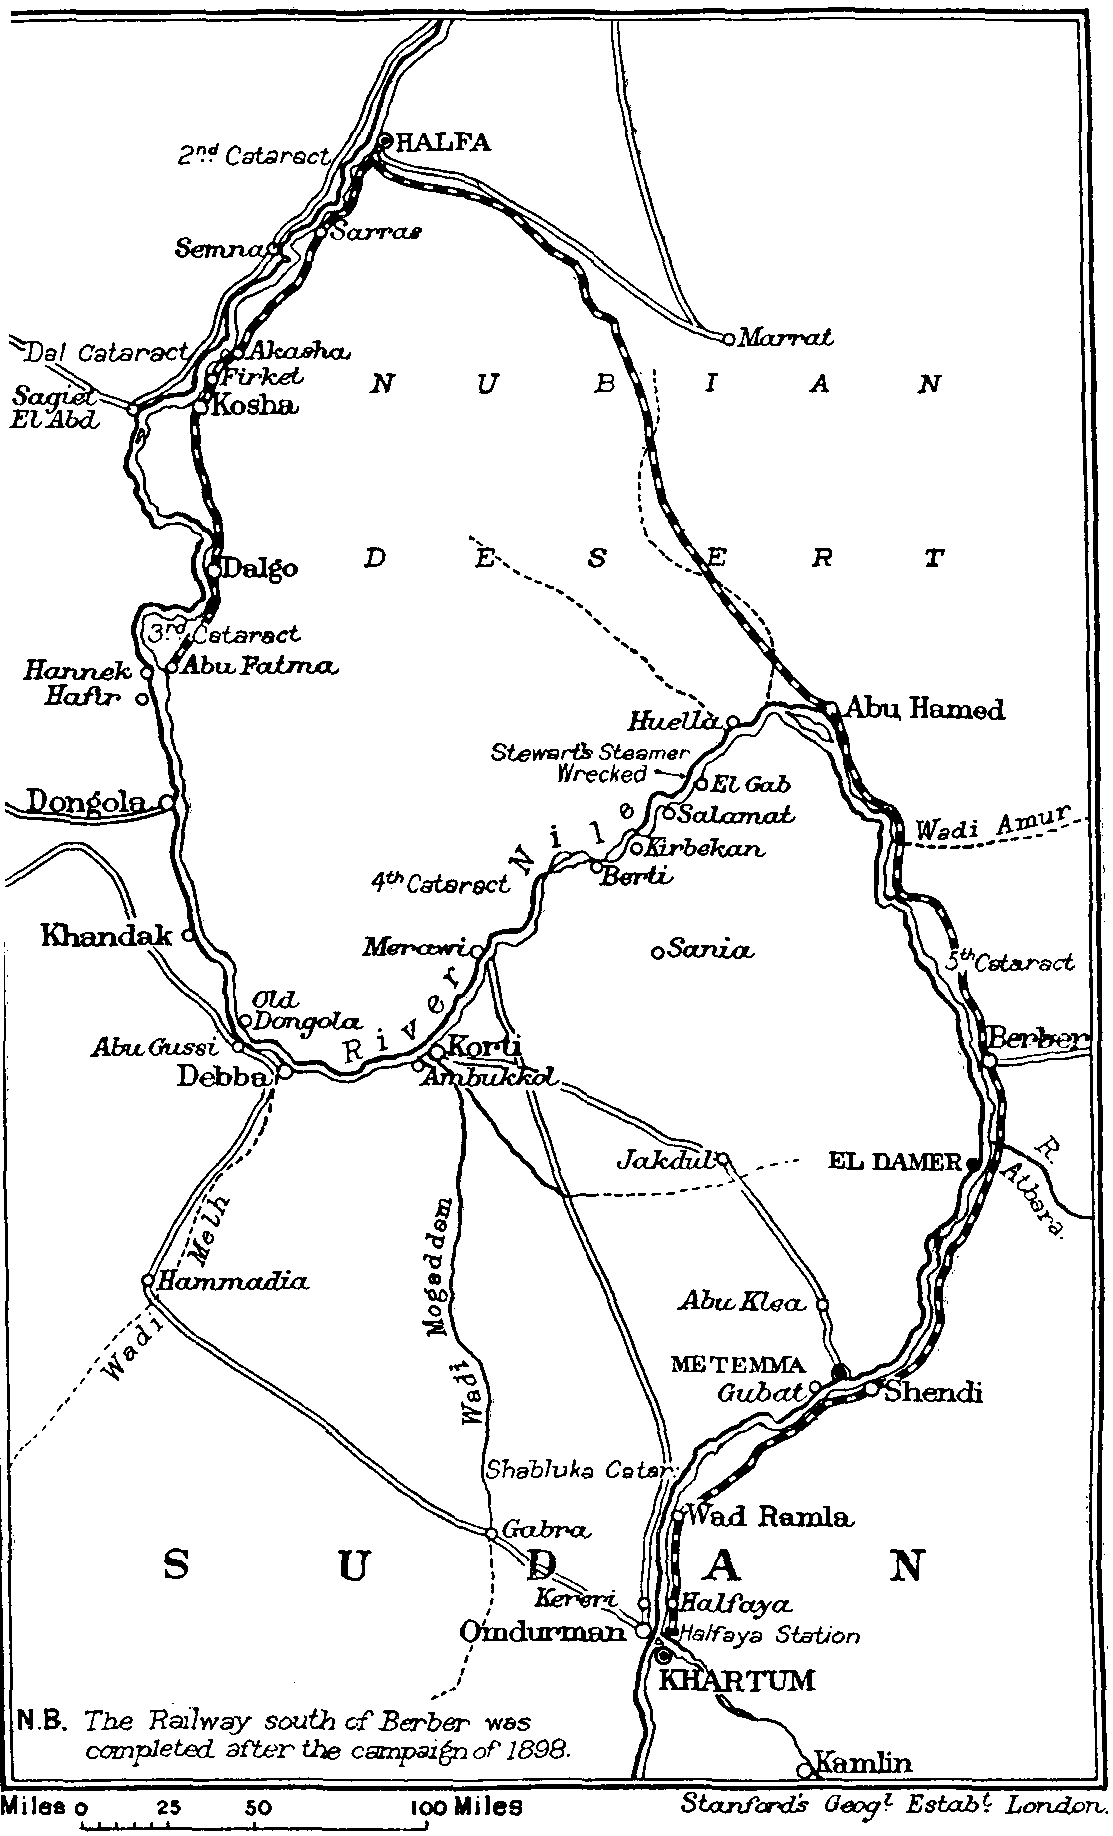 HALFA
2nd Cataract
Sarras
Semna
Marrat
Dal Cataract
Akasha
Firket
NUBIAN
Sagiet
El Abd
Kosha
DESERT
Dalgo
3rd Cataract
Hannek
Abu Fatma
Hafir
Huella
Abu Hamed
Stewart's Steamer
Wrecked
El Gab
Dongola
Salamat
Wadi Amur
Kirbekan
River Nile
4th Cataract
Berti
Khandak
Merawi
Sania
5th Cataract
Old
Dongola
Abu Gussi
Korti
Berber
Debba
Ambukkol
Jakdul
EL DAMER
R. Atbara.
Wadi Melh
Hammadia
Wadi Mogaddam
Abu Klea
METEMMA
Gubat
Shendi
Shabluka Catar.
Wad Ramla
Gabra
SUDAN
Kereri
Halfaya
Omdurman
Halfaya Station
KHARTUM
N.B. The Railway south of Berber was
completed after the campaign of 1898.
Kamlin
Miles 0 25 50 100 Miles
Stanford's Geogl. Estabt. London.